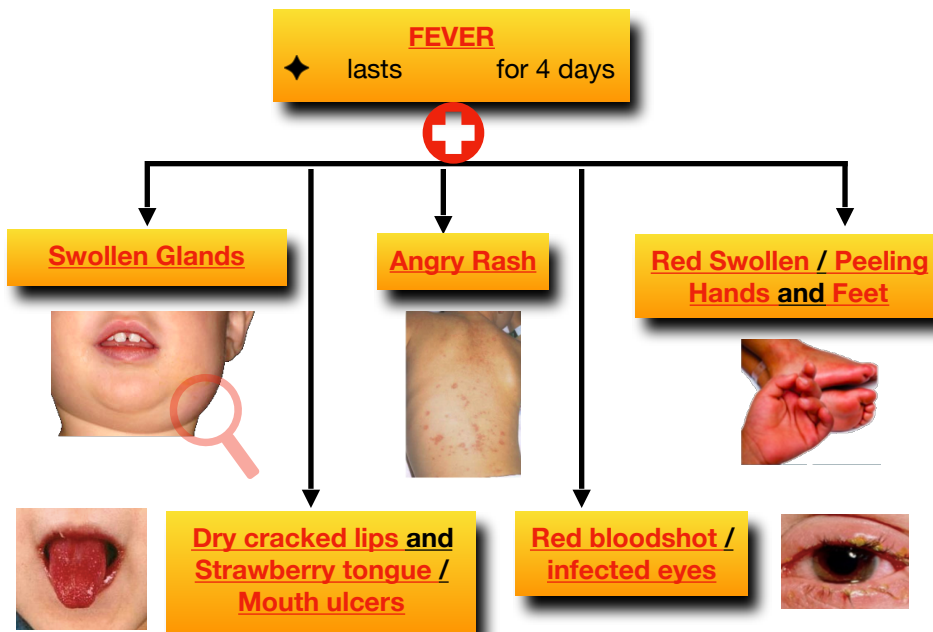 FEVER
lasts for 4 days
Swollen Glands
Angry Rash
Red Swollen / Peeling
Hands and Feet
Dry cracked lips and
Strawberry tongue /
Mouth ulcers
Red bloodshot /
infected eyes